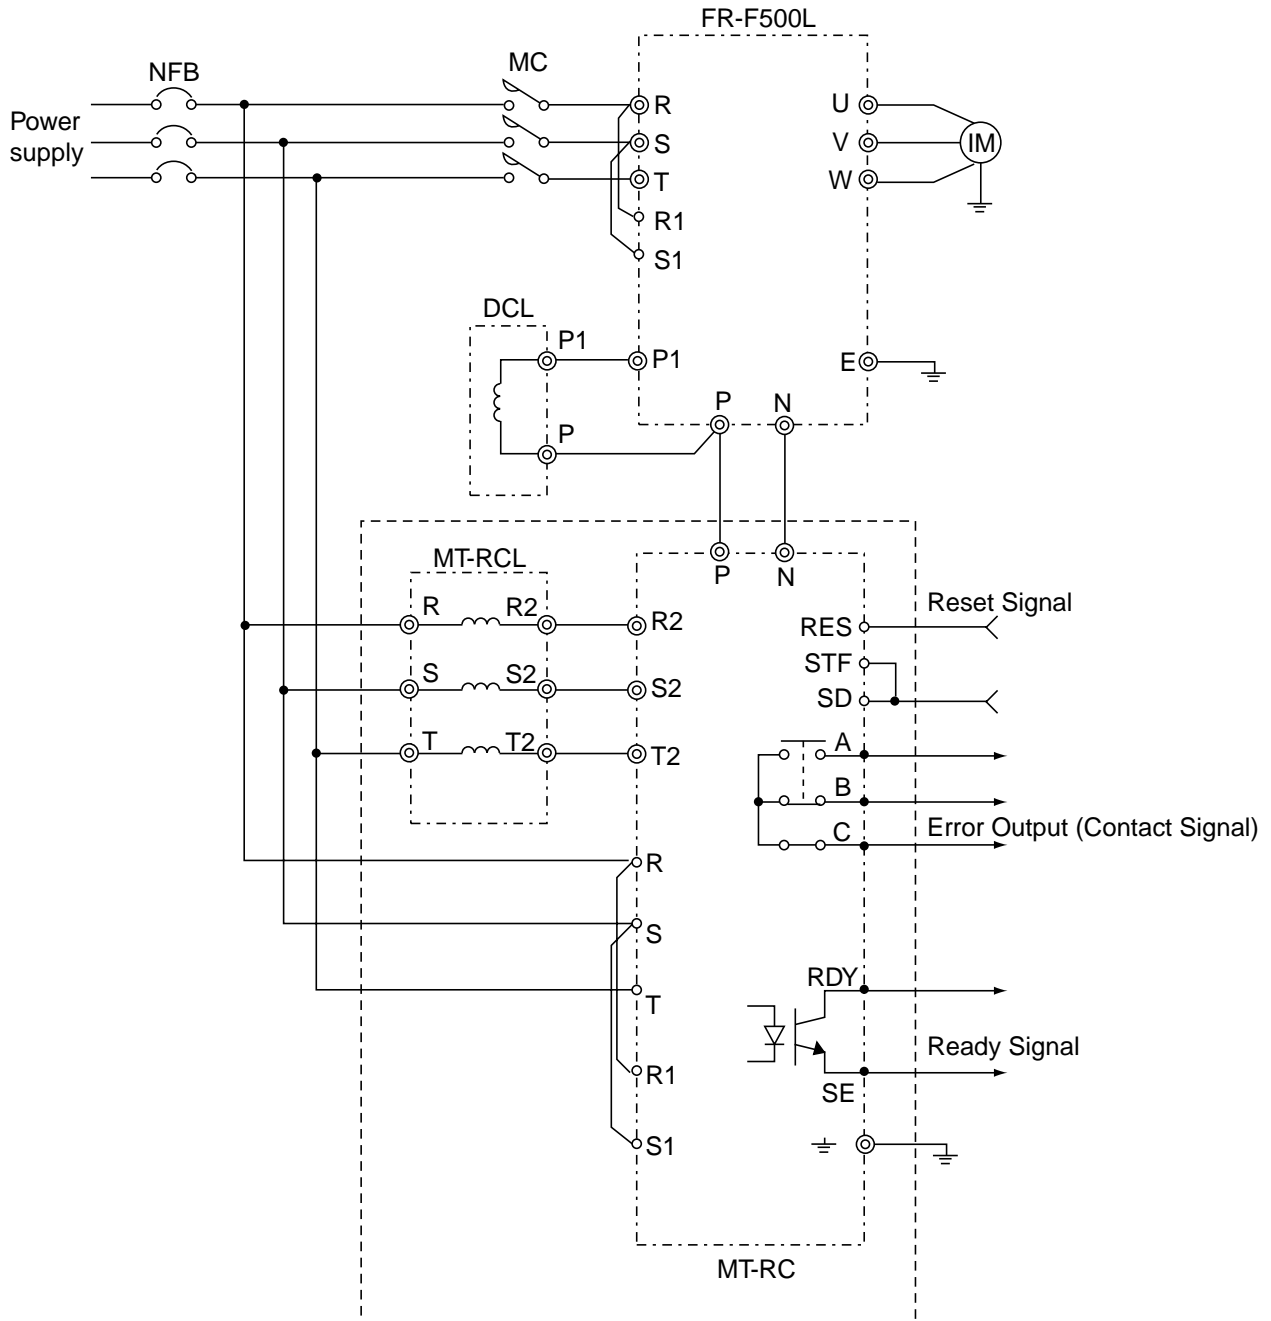 FR-F500L
NFB
MC
Power
supply
R
S
T
R1
S1
U
V
W
IM
DCL
P1
P
P1
E
P
N
MT-RCL
P
N
R
R2
R2
S
S2
S2
T
T2
T2
RES
Reset Signal
STF
SD
A
B
C
Error Output (Contact Signal)
R
S
T
R1
S1
RDY
Ready Signal
SE
MT-RC